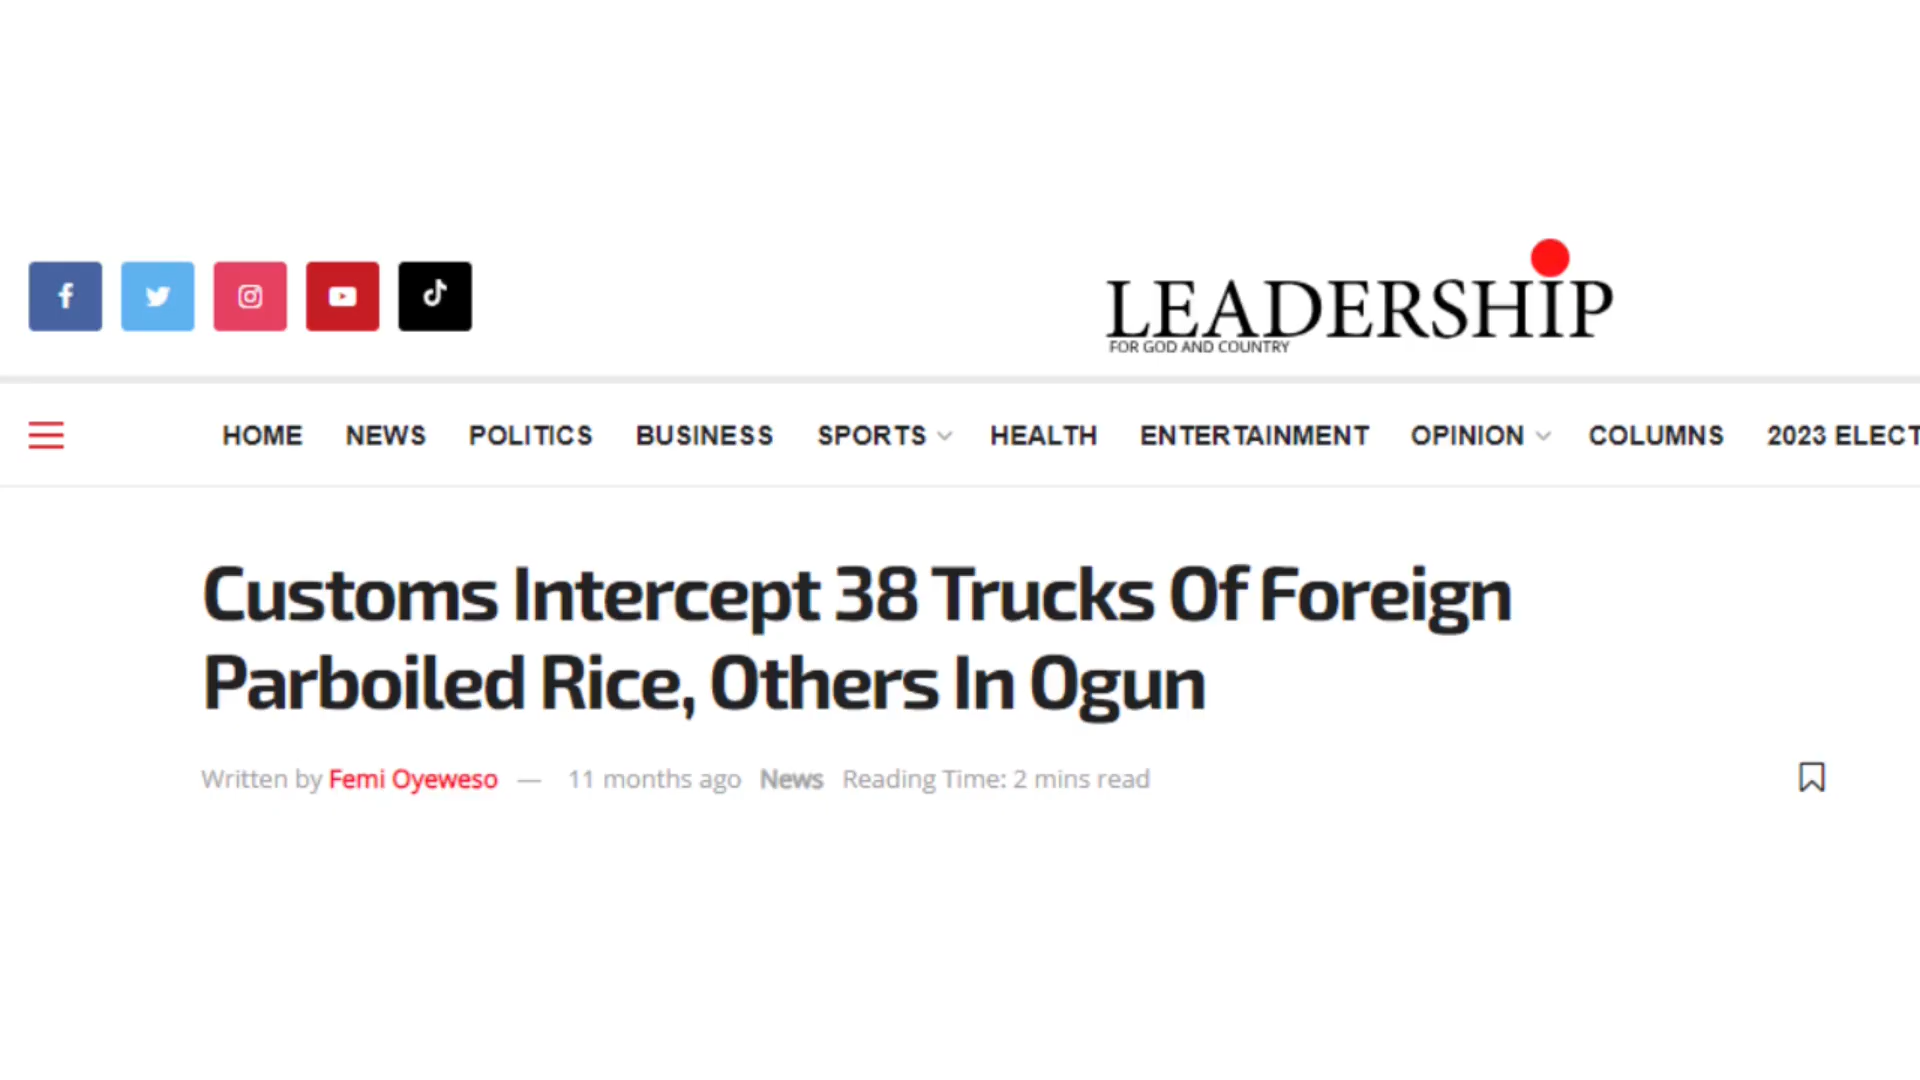 LEADERSHIP
FOR GOD AND COUNTRY
HOME NEWS POLITICS BUSINESS SPORTS HEALTH ENTERTAINMENT OPINION COLUMNS 2023 ELECT
Customs Intercept 38 Trucks Of Foreign
Parboiled Rice, Others In Ogun
Written by Femi Oyeweso — 11 months ago News Reading Time: 2 mins read